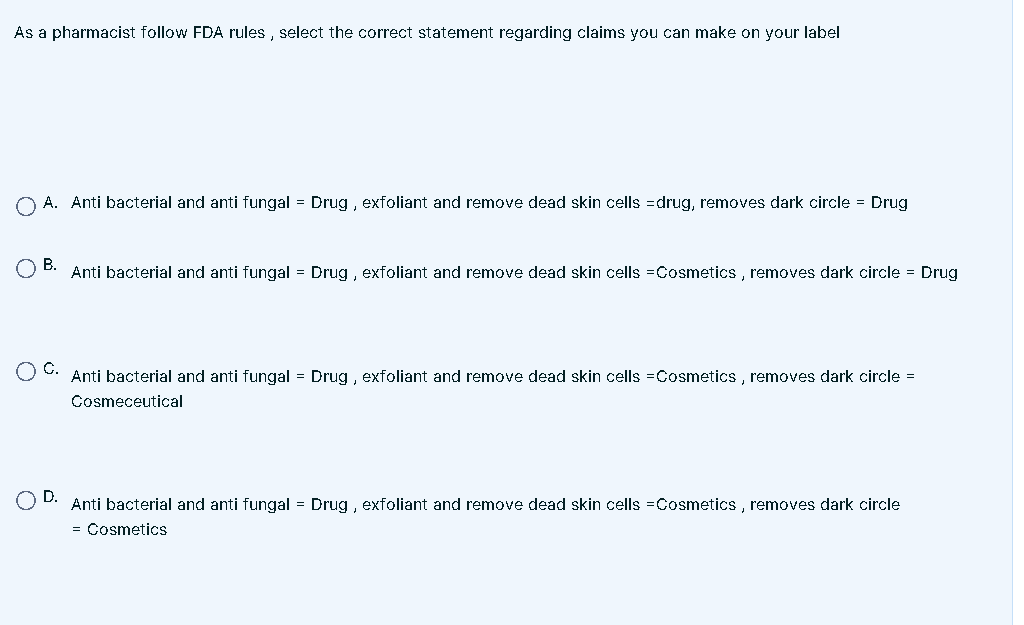 As a pharmacist follow FDA rules , select the correct statement regarding claims you can make on your label
A. Anti bacterial and anti fungal = Drug , exfoliant and remove dead skin cells =drug, removes dark circle = Drug
B. Anti bacterial and anti fungal = Drug , exfoliant and remove dead skin cells =Cosmetics , removes dark circle = Drug
C. Anti bacterial and anti fungal = Drug , exfoliant and remove dead skin cells =Cosmetics , removes dark circle =
Cosmeceutical
D. Anti bacterial and anti fungal = Drug , exfoliant and remove dead skin cells =Cosmetics , removes dark circle
= Cosmetics